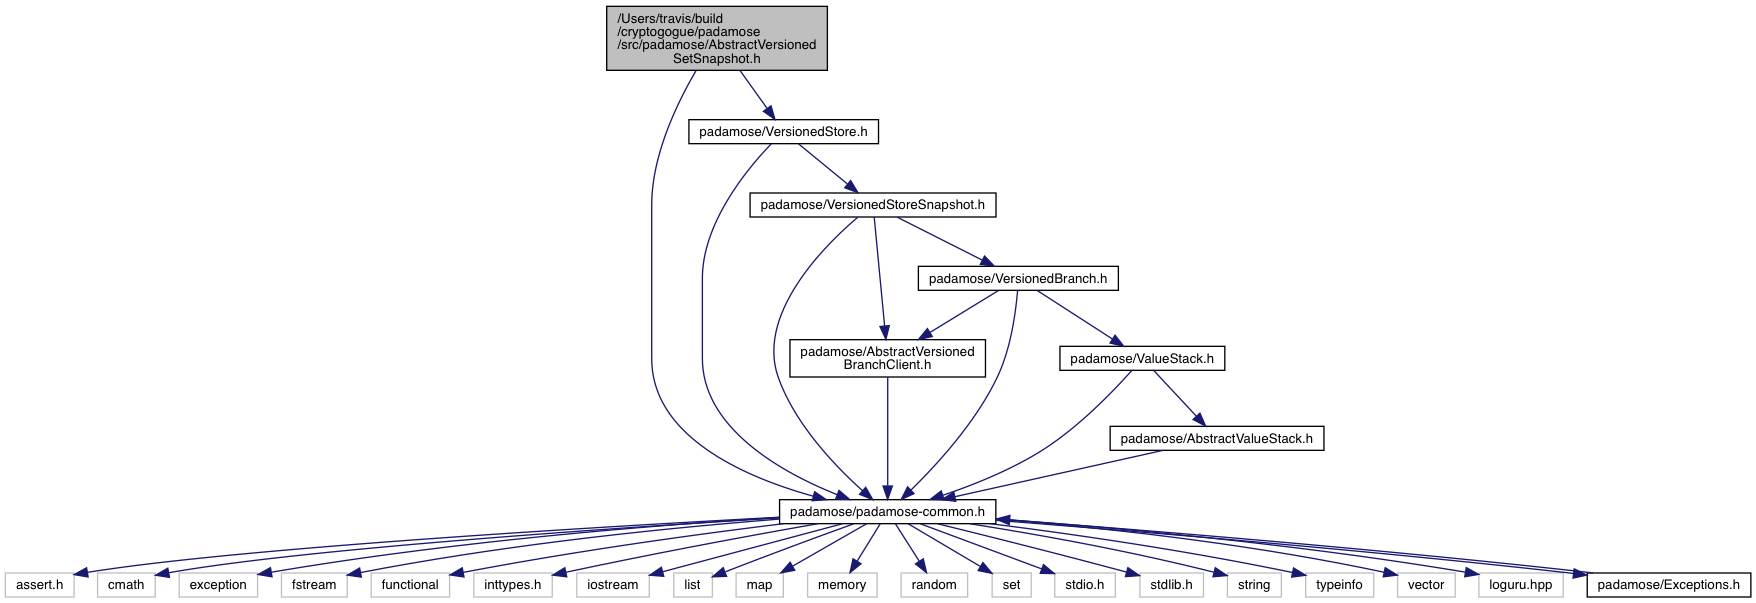 /Users/travis/build
/cryptogogue/padamose
/src/padamose/AbstractVersioned
SetSnapshot.h
padamose/VersionedStore.h
padamose/VersionedStoreSnapshot.h
padamose/VersionedBranch.h
padamose/AbstractVersioned
BranchClient.h
padamose/ValueStack.h
padamose/AbstractValueStack.h
padamose/padamose-common.h
assert.h
cmath
exception
fstream
functional
inttypes.h
iostream
list
map
memory
random
set
stdio.h
stdlib.h
string
typeinfo
vector
loguru.hpp
padamose/Exceptions.h